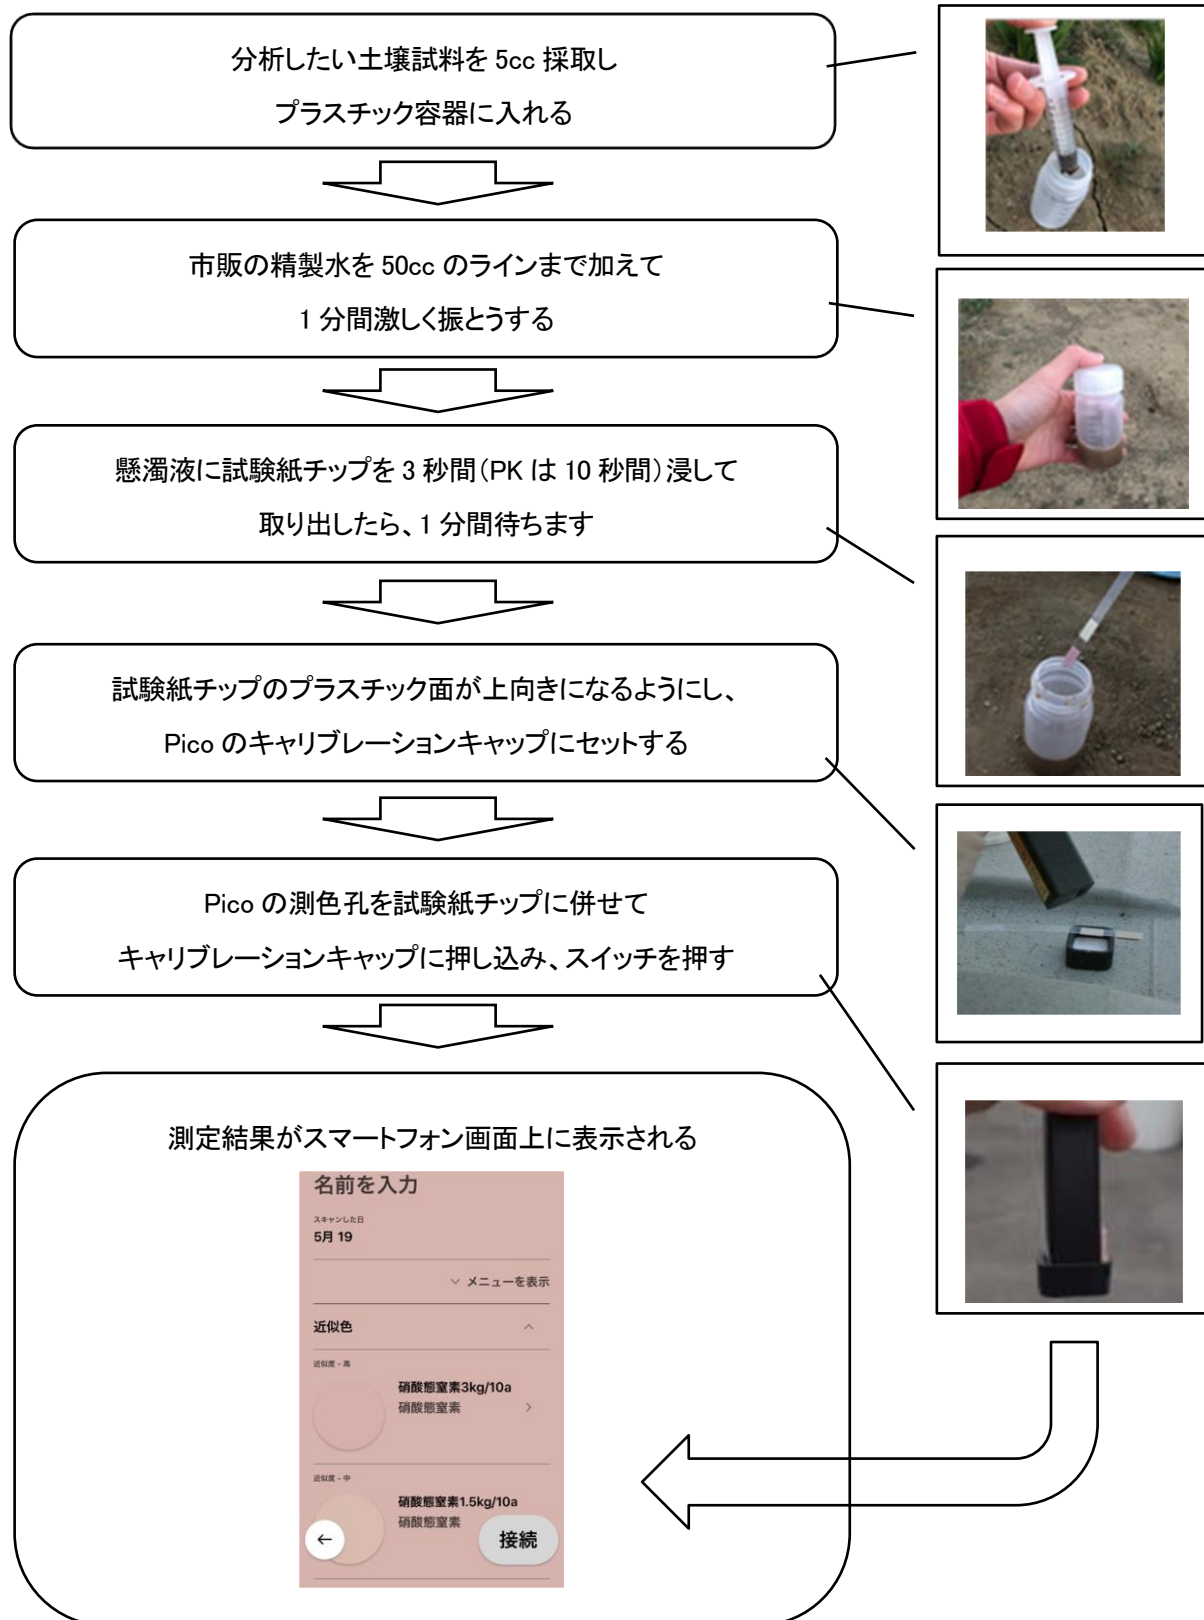 分析したい土壌試料を 5cc 採取し
プラスチック容器に入れる
市販の精製水を 50cc のラインまで加えて
1 分間激しく振とうする
懸濁液に試験紙チップを 3 秒間（PK は 10 秒間）浸して
取り出したら、1 分間待ちます
試験紙チップのプラスチック面が上向きになるようにし、
Pico のキャリブレーションキャップにセットする
Pico の測色孔を試験紙チップに併せて
キャリブレーションキャップに押し込み、スイッチを押す
測定結果がスマートフォン画面上に表示される
名前を入力
スキャンした日
5月 19
メニューを表示
近似色
近似度 - 高
硝酸態窒素3kg/10a
硝酸態窒素
近似度 - 中
硝酸態窒素1.5kg/10a
硝酸態窒素
接続